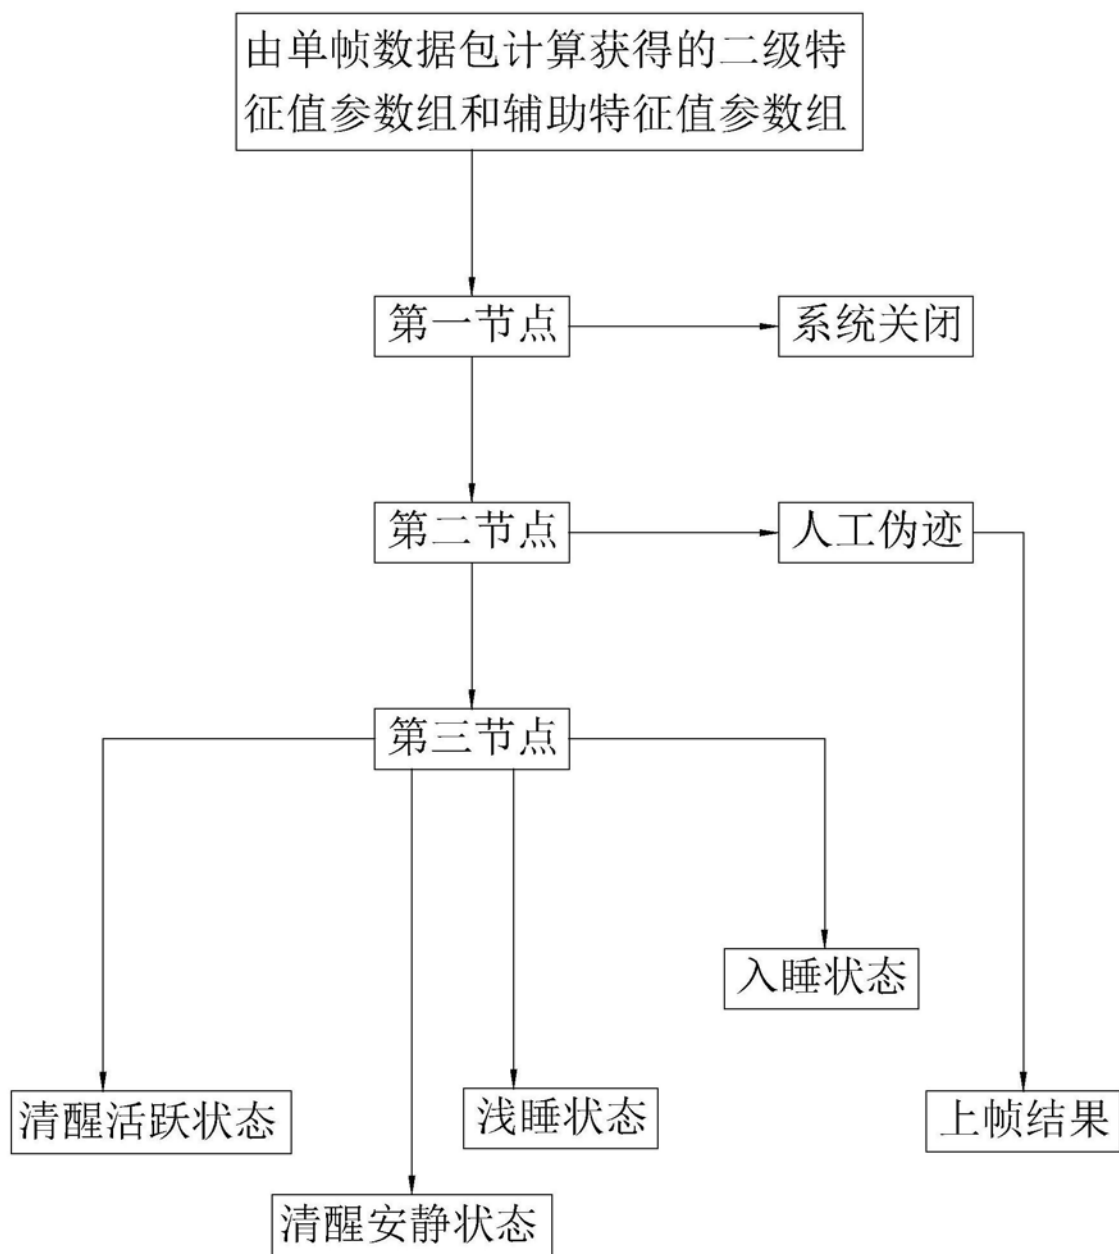 由单帧数据包计算获得的二级特
征值参数组和辅助特征值参数组
第一节点
系统关闭
第二节点
人工伪迹
第三节点
入睡状态
清醒活跃状态
浅睡状态
上帧结果
清醒安静状态